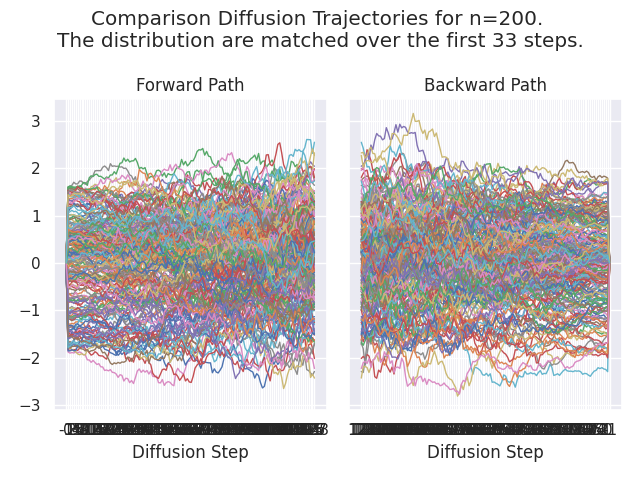 Comparison Diffusion Trajectories for n=200.
The distribution are matched over the first 33 steps.
Forward Path
Backward Path
3
2
1
0
−1
−2
−3
Diffusion Step
Diffusion Step